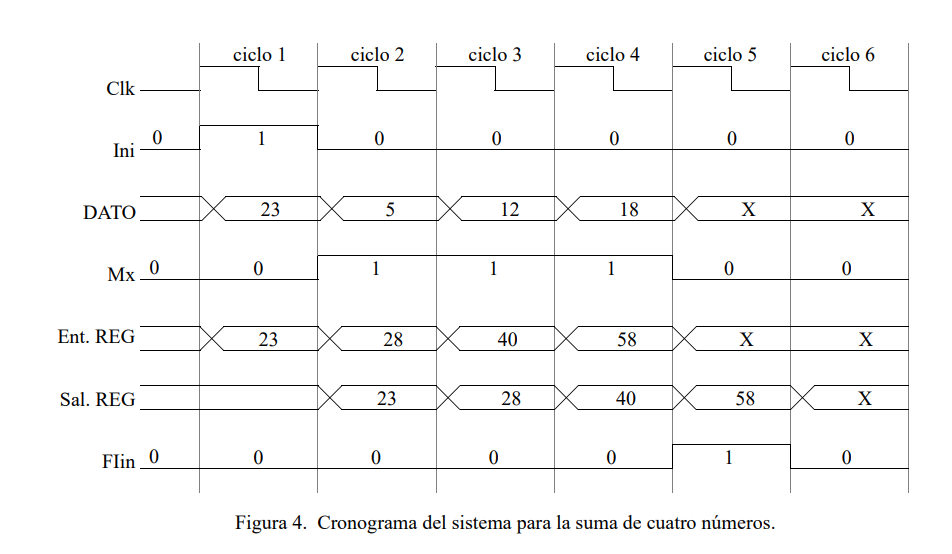 ciclo 1 ciclo 2 ciclo 3 ciclo 4 ciclo 5 ciclo 6
Clk
Ini 0 1 0 0 0 0 0
DATO 23 5 12 18 X X
Mx 0 0 1 1 1 0 0
Ent. REG 23 28 40 58 X X
Sal. REG 23 28 40 58 X
FIin 0 0 0 0 0 1 0
Figura 4. Cronograma del sistema para la suma de cuatro números.